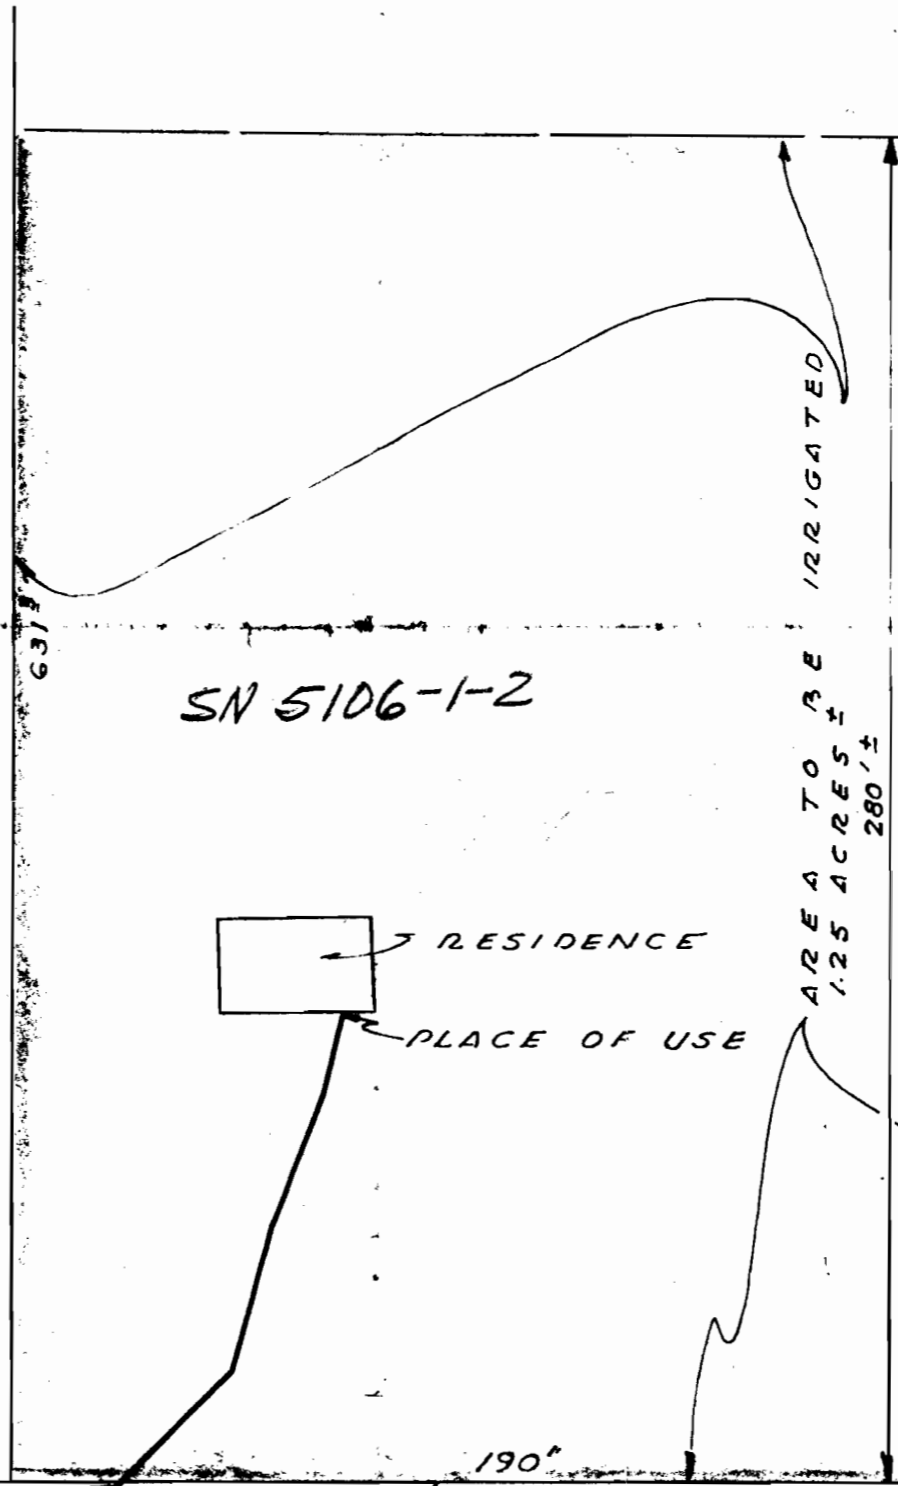 631'±
SN 5106-1-2
AREA TO BE IRRIGATED
1.25 ACRES ±
280'±
RESIDENCE
PLACE OF USE
190"